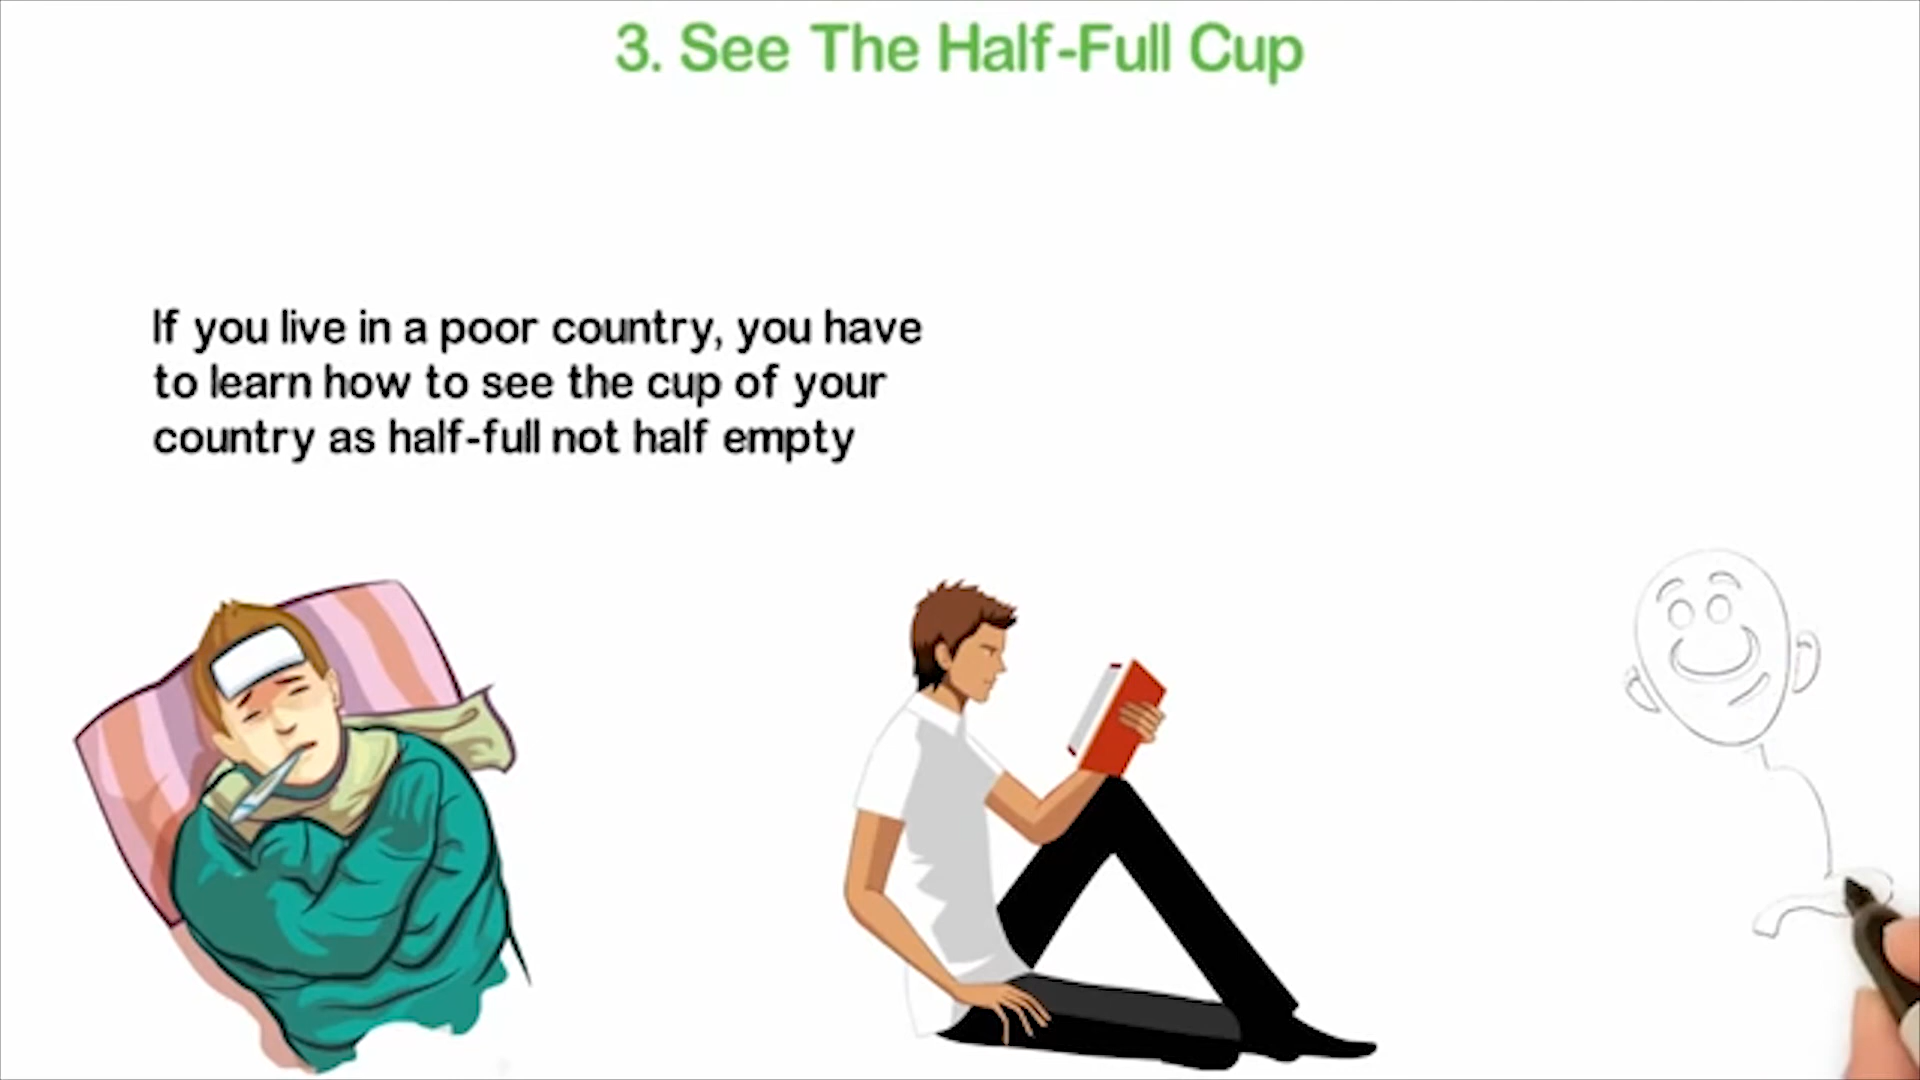 3. See The Half-Full Cup
If you live in a poor country, you have
to learn how to see the cup of your
country as half-full not half empty